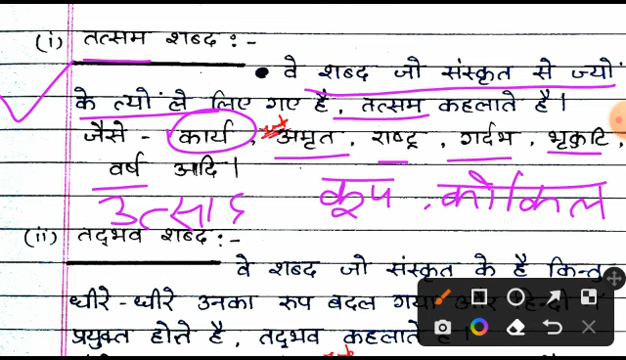 (i) तत्सम शब्द :-
• वे शब्द जो संस्कृत से ज्यों
के त्यों ले लिए गए है, तत्सम कहलाते है।
जैसे - कार्य, अमृत, राष्ट्र, गर्दभ, भृकुटि,
वर्ष आदि।
उत्साह कूप, कोकिल
(ii) तद्भव शब्द :-
वे शब्द जो संस्कृत के है किन्तु
धीरे-धीरे उनका रुप बदल गया और हिन्दी में
प्रयुक्त होते है, तद्भव कहलाते है।